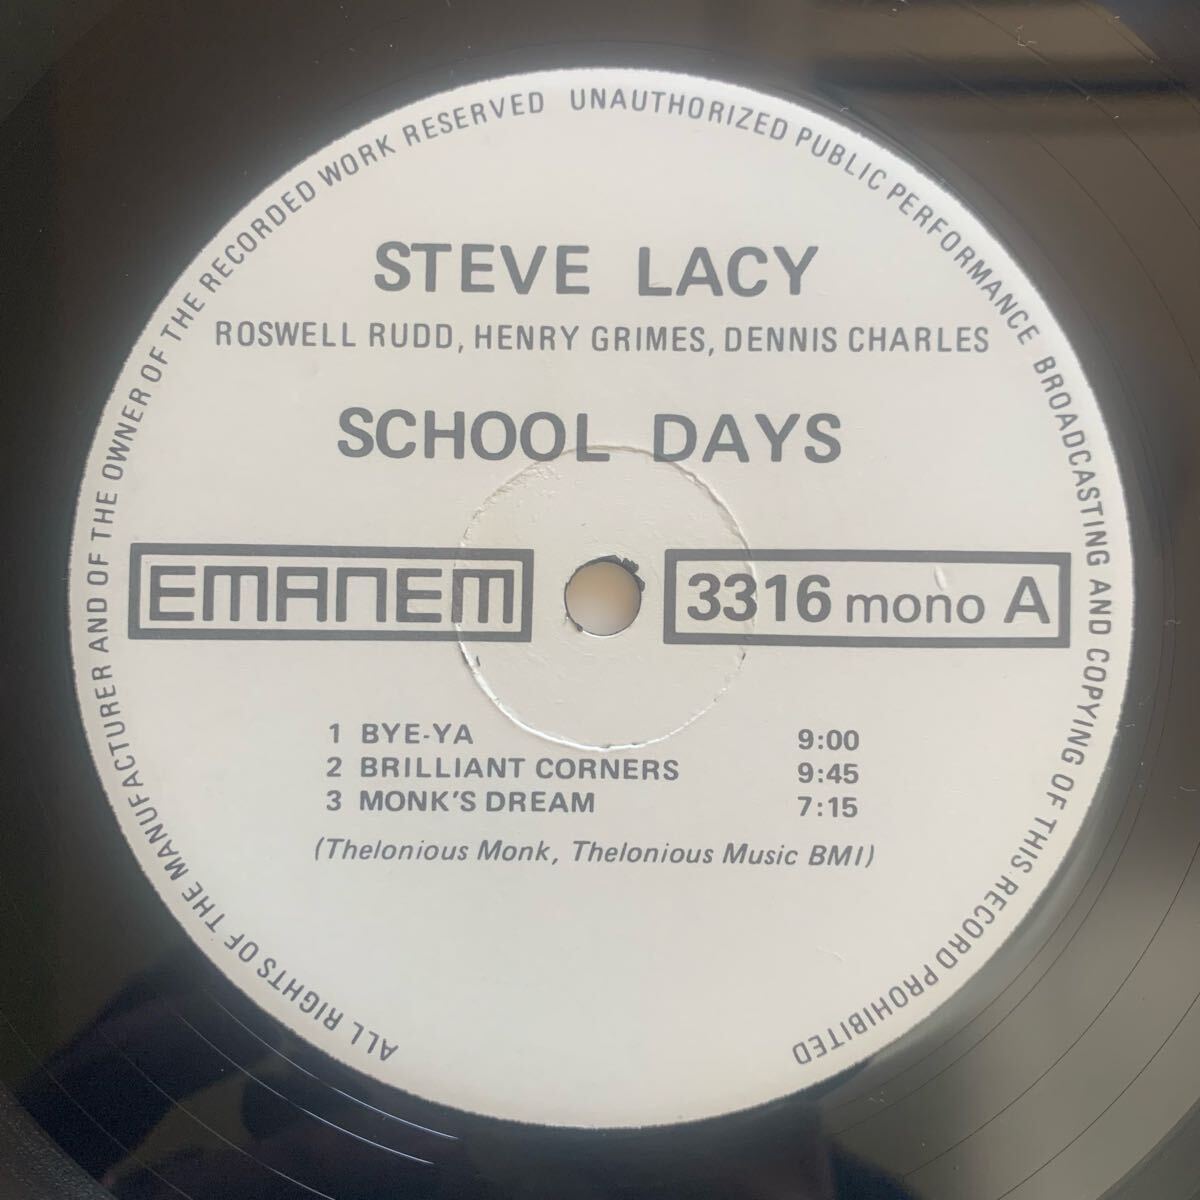 ALL RIGHTS OF THE MANUFACTURER AND OF THE OWNER OF THE RECORDED WORK RESERVED UNAUTHORIZED PUBLIC PERFORMANCE BROADCASTING AND COPYING OF THIS RECORD PROHIBITED
STEVE LACY
ROSWELL RUDD, HENRY GRIMES, DENNIS CHARLES
SCHOOL DAYS
EMANEM
3316 mono A
1 BYE-YA 9:00
2 BRILLIANT CORNERS 9:45
3 MONK'S DREAM 7:15
(Thelonious Monk, Thelonious Music BMI)